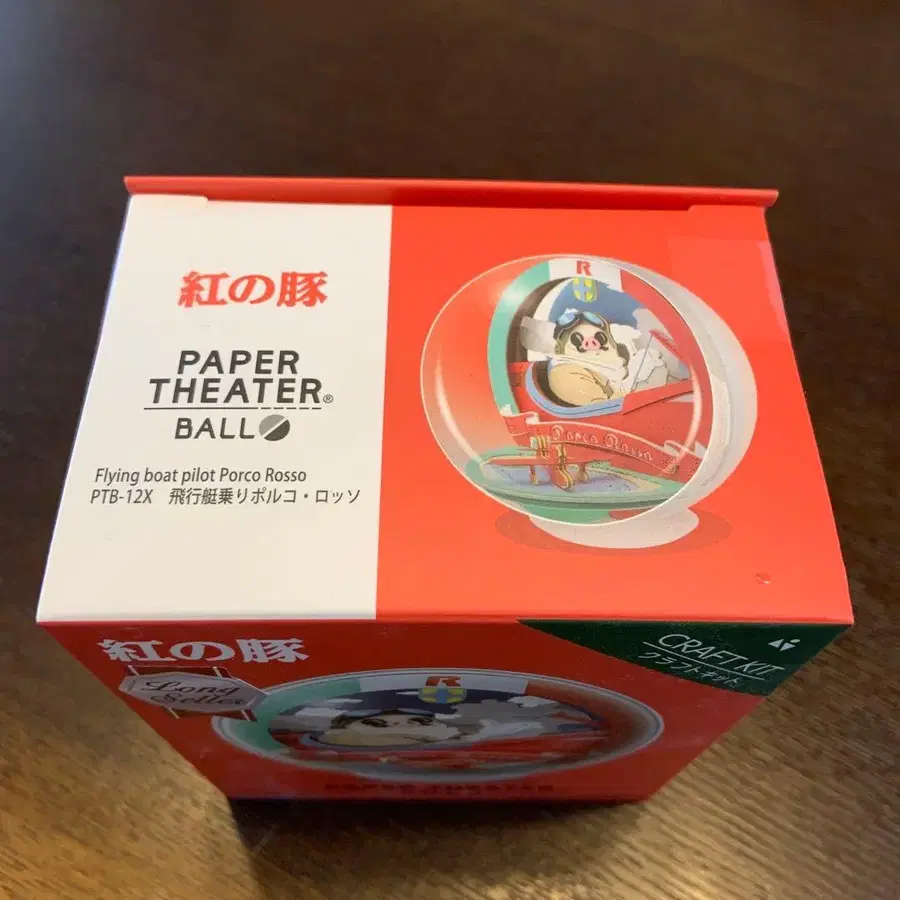 紅の豚
PAPER
THEATER®
BALL
Flying boat pilot Porco Rosso
PTB-12X 飛行艇乗りポルコ・ロッソ
R
Porco Rosso
紅の豚
Long
Seller
CRAFT KIT
クラフトキット
R
PAPER THEATER